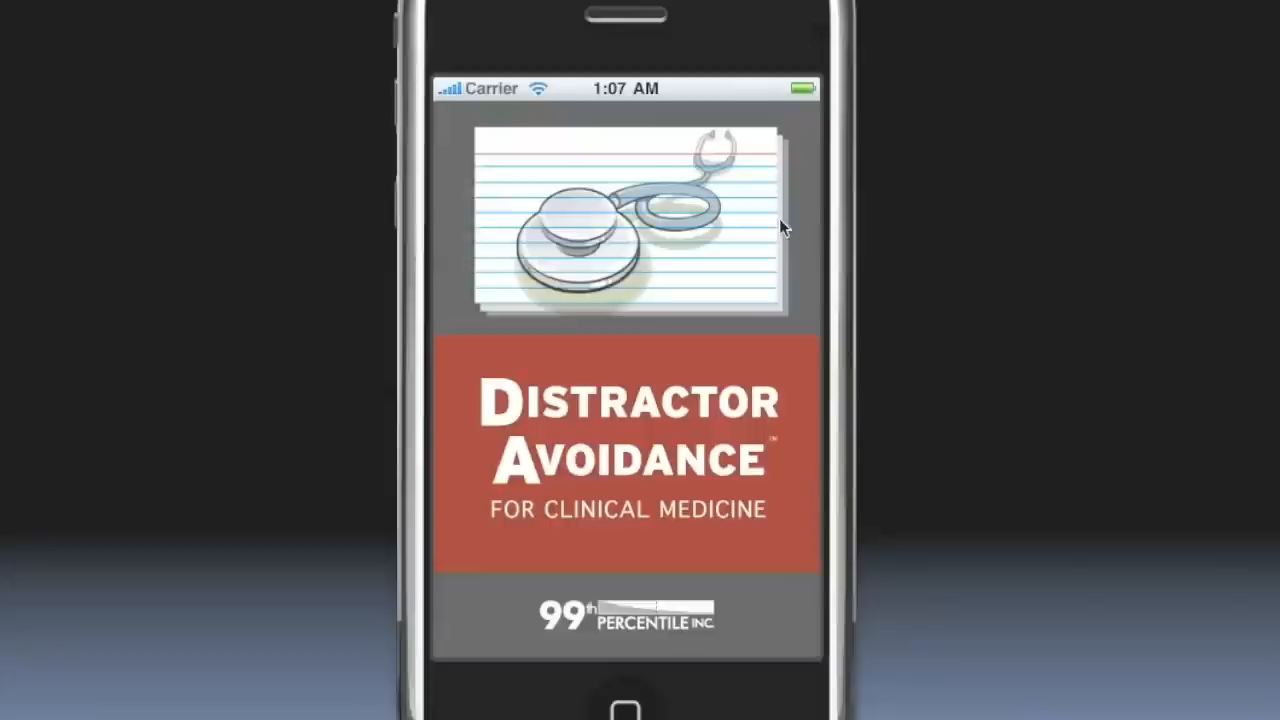 Carrier 1:07 AM
DISTRACTOR
AVOIDANCE™
FOR CLINICAL MEDICINE
99th PERCENTILE INC.